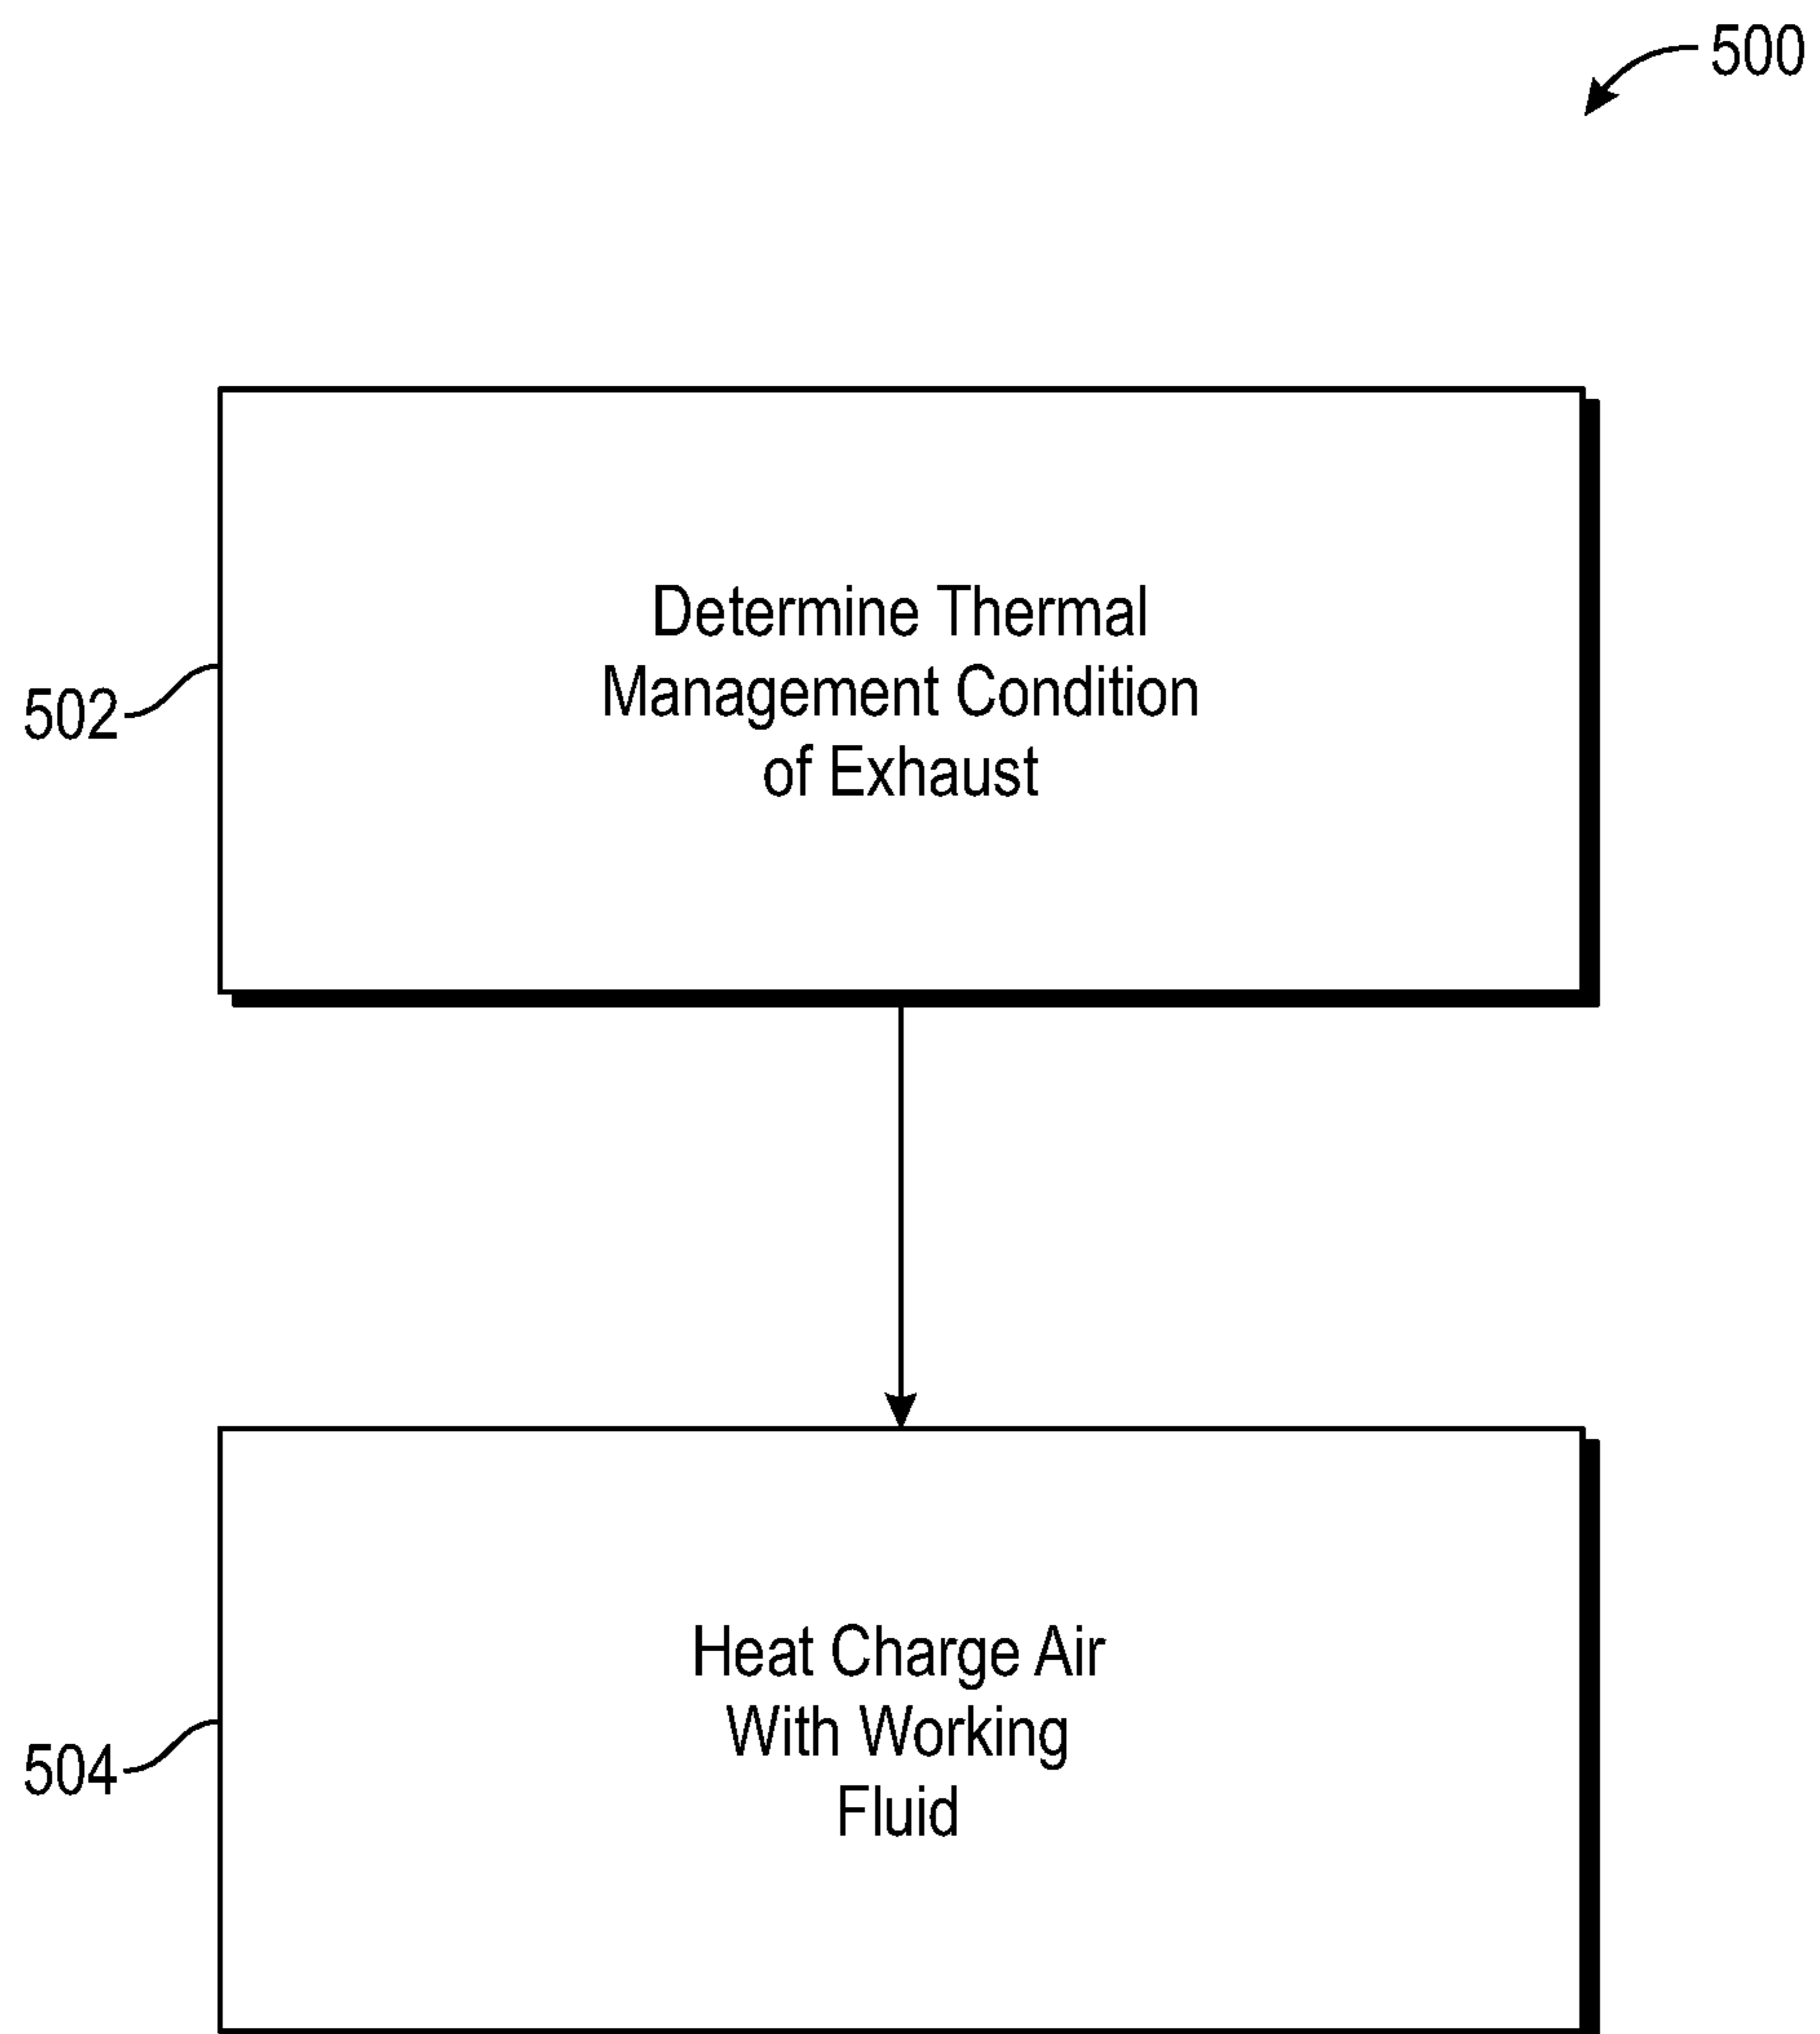 500
Determine Thermal
Management Condition
of Exhaust
502
Heat Charge Air
With Working
Fluid
504